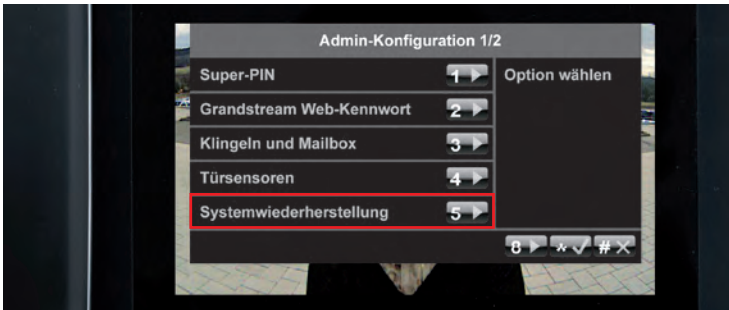 Admin-Konfiguration 1/2
Super-PIN 1 Option wählen
Grandstream Web-Kennwort 2
Klingeln und Mailbox 3
Türsensoren 4
Systemwiederherstellung 5
8 * #